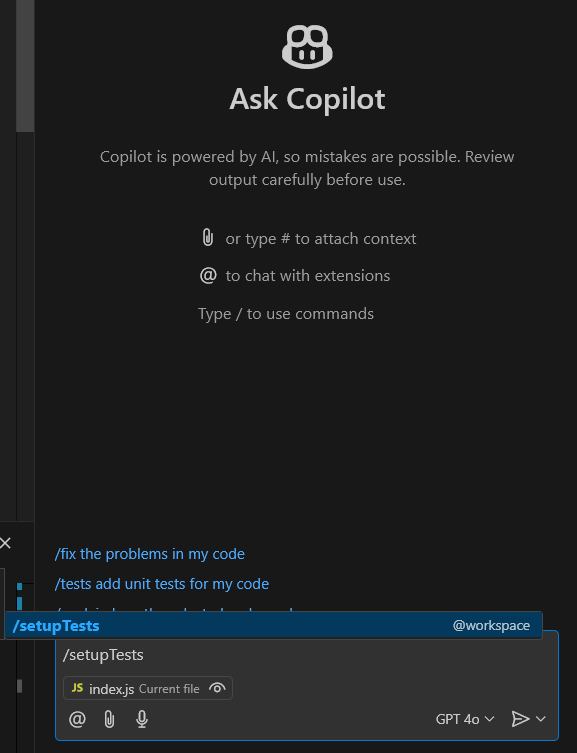 Ask Copilot
Copilot is powered by AI, so mistakes are possible. Review
output carefully before use.
or type # to attach context
@ to chat with extensions
Type / to use commands
/fix the problems in my code
/tests add unit tests for my code
/setupTests @workspace
/setupTests
JS index.js Current file
@ GPT 4o